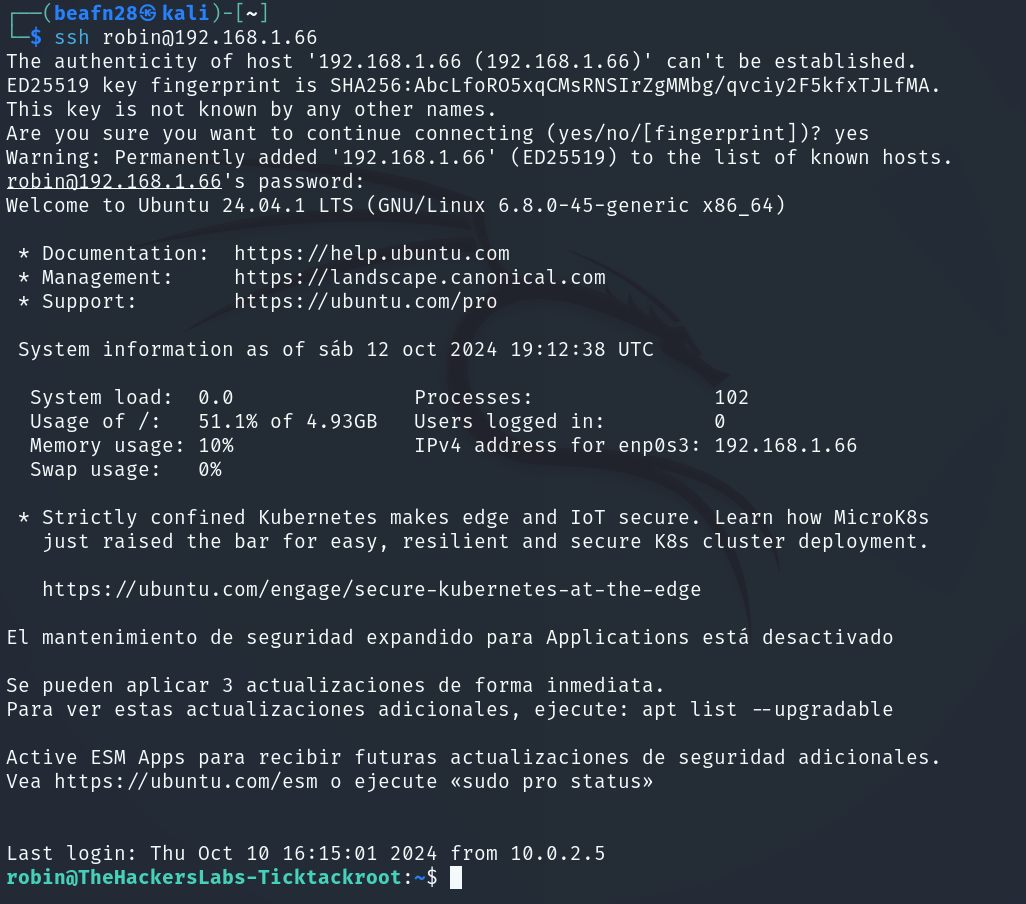 ┌──(beafn28㉿kali)-[~]
└─$ ssh robin@192.168.1.66
The authenticity of host '192.168.1.66 (192.168.1.66)' can't be established.
ED25519 key fingerprint is SHA256:AbcLfoRO5xqCMsRNSIrZgMMbg/qvciy2F5kfxTJLfMA.
This key is not known by any other names.
Are you sure you want to continue connecting (yes/no/[fingerprint])? yes
Warning: Permanently added '192.168.1.66' (ED25519) to the list of known hosts.
robin@192.168.1.66's password:
Welcome to Ubuntu 24.04.1 LTS (GNU/Linux 6.8.0-45-generic x86_64)

 * Documentation:  https://help.ubuntu.com
 * Management:     https://landscape.canonical.com
 * Support:        https://ubuntu.com/pro

 System information as of sáb 12 oct 2024 19:12:38 UTC

  System load:  0.0               Processes:               102
  Usage of /:   51.1% of 4.93GB   Users logged in:         0
  Memory usage: 10%               IPv4 address for enp0s3: 192.168.1.66
  Swap usage:   0%

 * Strictly confined Kubernetes makes edge and IoT secure. Learn how MicroK8s
   just raised the bar for easy, resilient and secure K8s cluster deployment.

   https://ubuntu.com/engage/secure-kubernetes-at-the-edge

El mantenimiento de seguridad expandido para Applications está desactivado

Se pueden aplicar 3 actualizaciones de forma inmediata.
Para ver estas actualizaciones adicionales, ejecute: apt list --upgradable

Active ESM Apps para recibir futuras actualizaciones de seguridad adicionales.
Vea https://ubuntu.com/esm o ejecute «sudo pro status»


Last login: Thu Oct 10 16:15:01 2024 from 10.0.2.5
robin@TheHackersLabs-Ticktackroot:~$